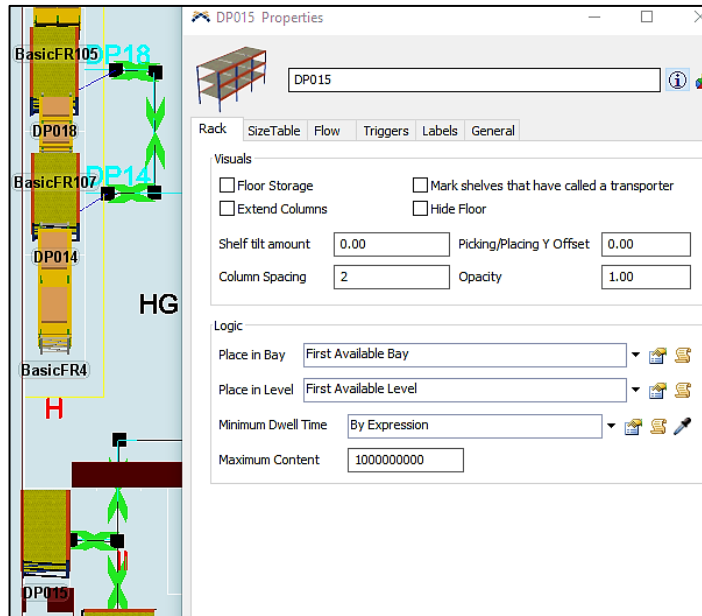 BasicFR105
DP18
DP018
BasicFR107
DP14
DP014
HG
BasicFR4
H
DP015
DP015 Properties
DP015
Rack SizeTable Flow Triggers Labels General
Visuals
Floor Storage Mark shelves that have called a transporter
Extend Columns Hide Floor
Shelf tilt amount 0.00 Picking/Placing Y Offset 0.00
Column Spacing 2 Opacity 1.00
Logic
Place in Bay First Available Bay
Place in Level First Available Level
Minimum Dwell Time By Expression
Maximum Content 1000000000